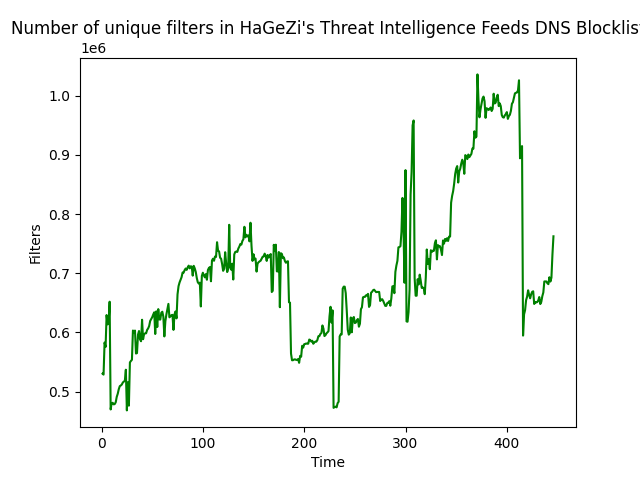 Number of unique filters in HaGeZi's Threat Intelligence Feeds DNS Blocklist
1e6
1.0
0.9
0.8
0.7
0.6
0.5
Filters
0 100 200 300 400
Time